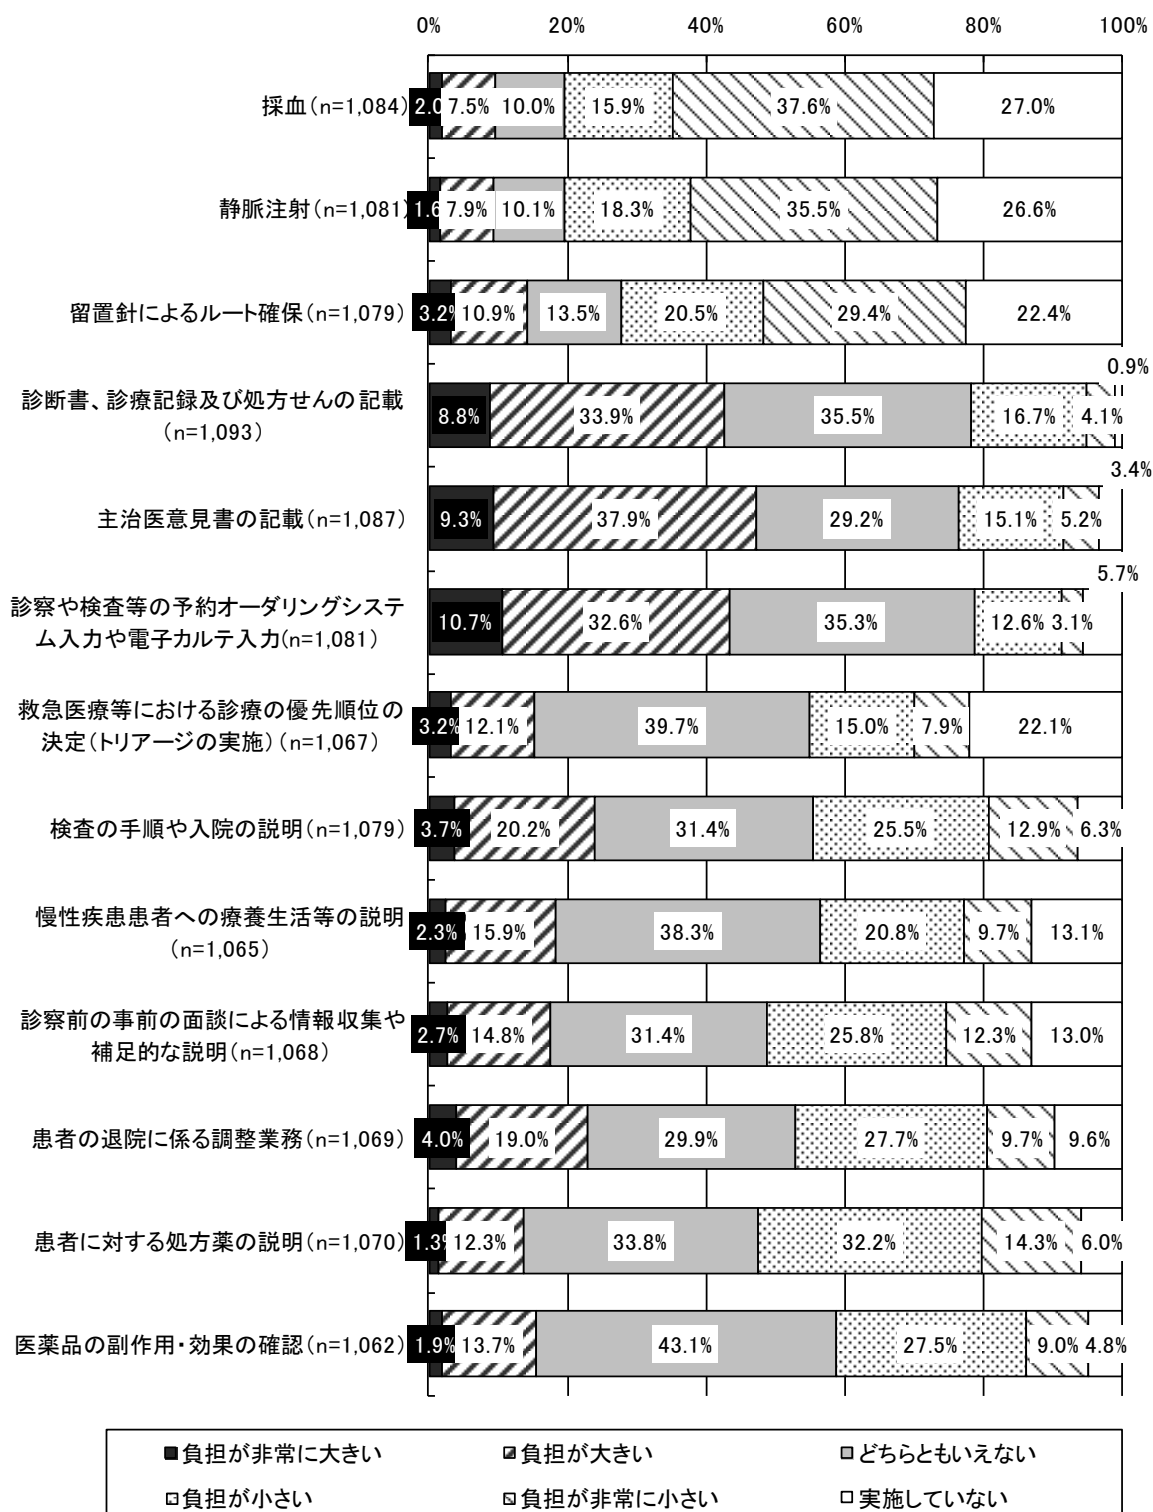 0% 20% 40% 60% 80% 100%
採血(n=1,084) 2.0 7.5% 10.0% 15.9% 37.6% 27.0%
静脈注射(n=1,081) 1.6 7.9% 10.1% 18.3% 35.5% 26.6%
留置針によるルート確保(n=1,079) 3.2% 10.9% 13.5% 20.5% 29.4% 22.4%
0.9%
診断書、診療記録及び処方せんの記載
(n=1,093) 8.8% 33.9% 35.5% 16.7% 4.1%
3.4%
主治医意見書の記載(n=1,087) 9.3% 37.9% 29.2% 15.1% 5.2%
5.7%
診察や検査等の予約オーダリングシステ
ム入力や電子カルテ入力(n=1,081) 10.7% 32.6% 35.3% 12.6% 3.1%
救急医療等における診療の優先順位の
決定(トリアージの実施)(n=1,067) 3.2% 12.1% 39.7% 15.0% 7.9% 22.1%
検査の手順や入院の説明(n=1,079) 3.7% 20.2% 31.4% 25.5% 12.9% 6.3%
慢性疾患患者への療養生活等の説明
(n=1,065) 2.3% 15.9% 38.3% 20.8% 9.7% 13.1%
診察前の事前の面談による情報収集や
補足的な説明(n=1,068) 2.7% 14.8% 31.4% 25.8% 12.3% 13.0%
患者の退院に係る調整業務(n=1,069) 4.0% 19.0% 29.9% 27.7% 9.7% 9.6%
患者に対する処方薬の説明(n=1,070) 1.3% 12.3% 33.8% 32.2% 14.3% 6.0%
医薬品の副作用・効果の確認(n=1,062) 1.9% 13.7% 43.1% 27.5% 9.0% 4.8%
負担が非常に大きい 負担が大きい どちらともいえない
負担が小さい 負担が非常に小さい 実施していない